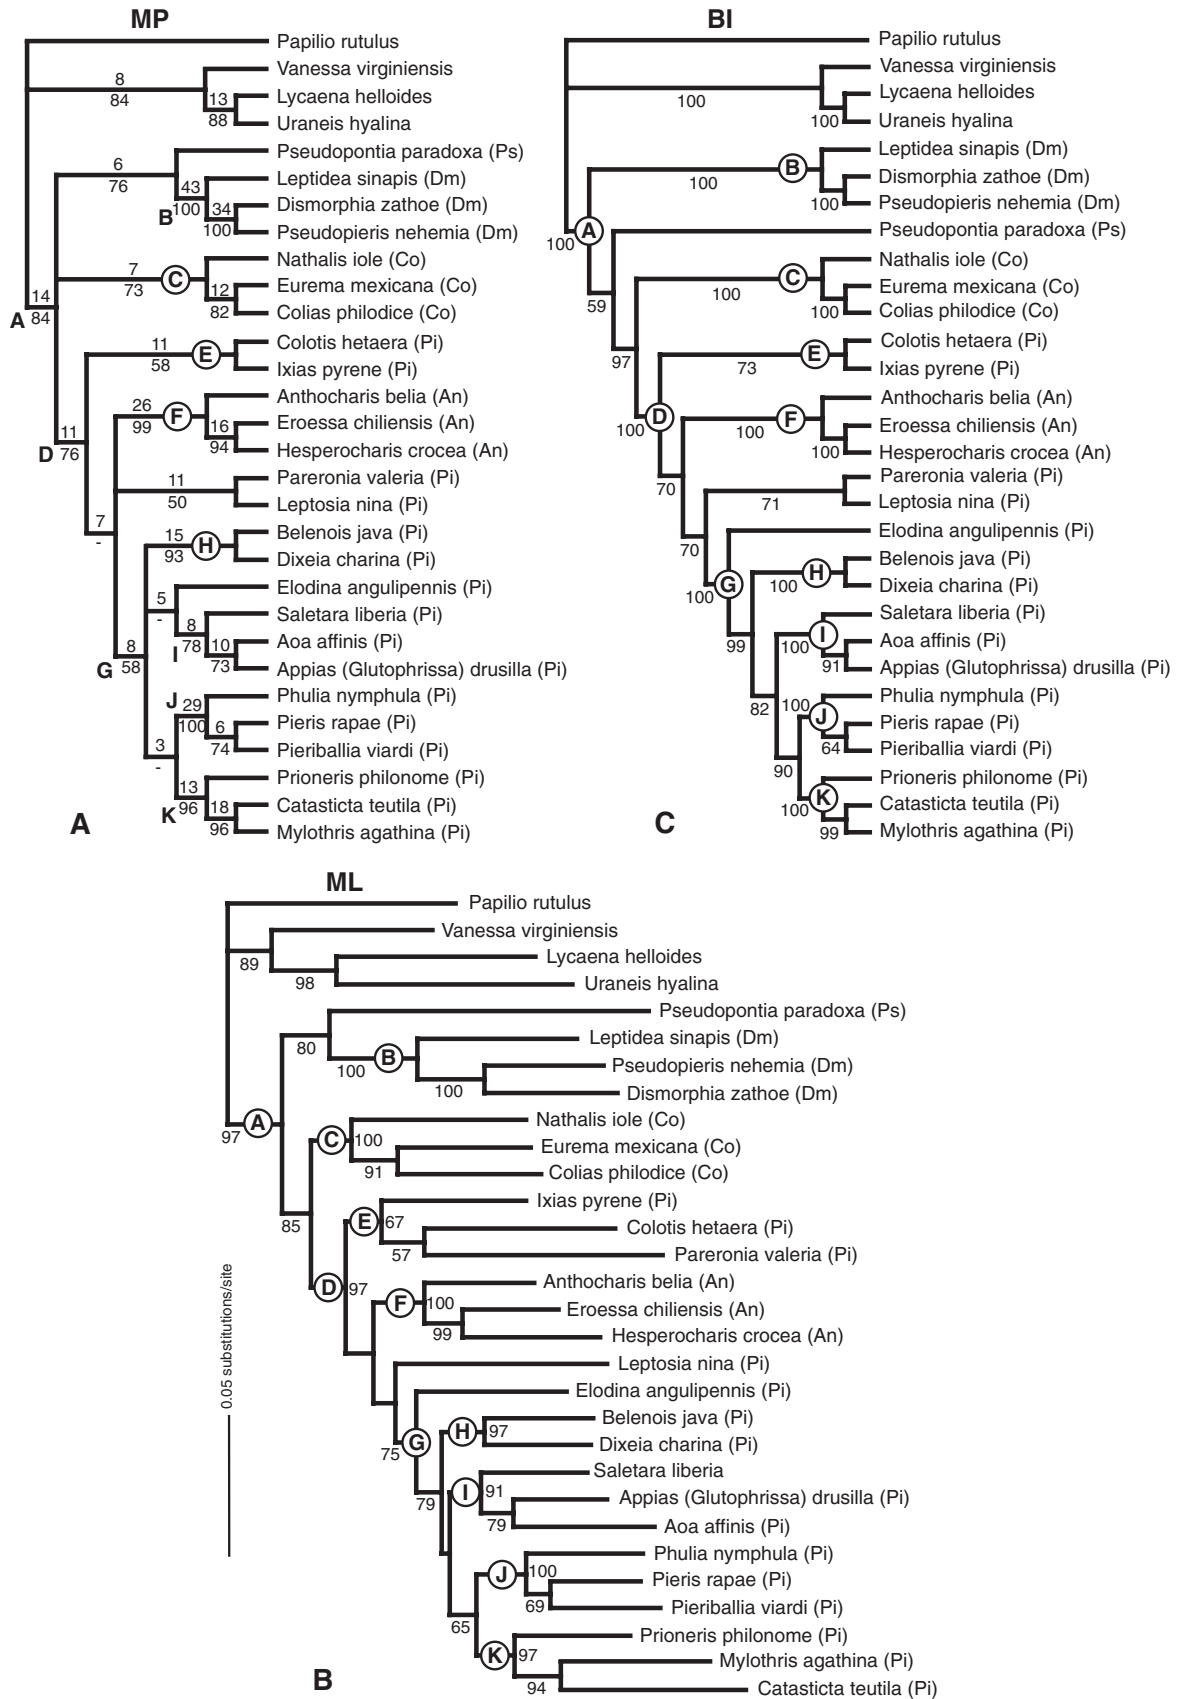 MP
Papilio rutulus
8
84
Vanessa virginiensis
13
88
Lycaena helloides
Uraneis hyalina
6
76
Pseudopontia paradoxa (Ps)
43
100
B
Leptidea sinapis (Dm)
34
100
Dismorphia zathoe (Dm)
Pseudopieris nehemia (Dm)
7
73
C
Nathalis iole (Co)
12
82
Eurema mexicana (Co)
Colias philodice (Co)
14
84
A
11
58
E
Colotis hetaera (Pi)
Ixias pyrene (Pi)
26
99
F
Anthocharis belia (An)
16
94
Eroessa chiliensis (An)
Hesperocharis crocea (An)
11
76
D
11
50
Pareronia valeria (Pi)
Leptosia nina (Pi)
7
-
15
93
H
Belenois java (Pi)
Dixeia charina (Pi)
5
-
Elodina angulipennis (Pi)
8
78
I
Saletara liberia (Pi)
10
73
Aoa affinis (Pi)
Appias (Glutophrissa) drusilla (Pi)
8
58
G
J
29
100
Phulia nymphula (Pi)
6
74
Pieris rapae (Pi)
Pieriballia viardi (Pi)
3
-
13
96
K
Prioneris philonome (Pi)
18
96
Catasticta teutila (Pi)
Mylothris agathina (Pi)
A
BI
Papilio rutulus
Vanessa virginiensis
100
Lycaena helloides
100
Uraneis hyalina
Leptidea sinapis (Dm)
B
100
Dismorphia zathoe (Dm)
100
Pseudopieris nehemia (Dm)
A
100
Pseudopontia paradoxa (Ps)
Nathalis iole (Co)
C
100
Eurema mexicana (Co)
59
100
Colias philodice (Co)
Colotis hetaera (Pi)
E
97
73
Ixias pyrene (Pi)
Anthocharis belia (An)
D
F
100
100
Eroessa chiliensis (An)
100
Hesperocharis crocea (An)
Pareronia valeria (Pi)
70
71
Leptosia nina (Pi)
Elodina angulipennis (Pi)
70
Belenois java (Pi)
H
G
100
100
Dixeia charina (Pi)
Saletara liberia (Pi)
I
99
100
Aoa affinis (Pi)
91
Appias (Glutophrissa) drusilla (Pi)
Phulia nymphula (Pi)
100
82
J
Pieris rapae (Pi)
64
Pieriballia viardi (Pi)
90
Prioneris philonome (Pi)
K
100
Catasticta teutila (Pi)
99
Mylothris agathina (Pi)
C
ML
Papilio rutulus
Vanessa virginiensis
89
Lycaena helloides
98
Uraneis hyalina
Pseudopontia paradoxa (Ps)
80
Leptidea sinapis (Dm)
B
100
Pseudopieris nehemia (Dm)
100
Dismorphia zathoe (Dm)
A
97
Nathalis iole (Co)
C
100
Eurema mexicana (Co)
91
Colias philodice (Co)
Ixias pyrene (Pi)
85
E
67
Colotis hetaera (Pi)
57
Pareronia valeria (Pi)
D
97
Anthocharis belia (An)
F
100
Eroessa chiliensis (An)
99
Hesperocharis crocea (An)
0.05 substitutions/site
Leptosia nina (Pi)
Elodina angulipennis (Pi)
Belenois java (Pi)
H
97
G
75
Dixeia charina (Pi)
Saletara liberia
I
91
79
Appias (Glutophrissa) drusilla (Pi)
79
Aoa affinis (Pi)
Phulia nymphula (Pi)
J
100
Pieris rapae (Pi)
69
Pieriballia viardi (Pi)
65
Prioneris philonome (Pi)
K
97
Mylothris agathina (Pi)
94
Catasticta teutila (Pi)
B